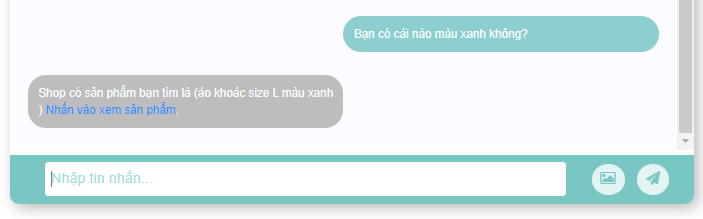 Bạn có cái nào màu xanh không?
Shop có sản phẩm bạn tìm là (áo khoác size L màu xanh
) Nhấn vào xem sản phẩm.
Nhập tin nhắn...